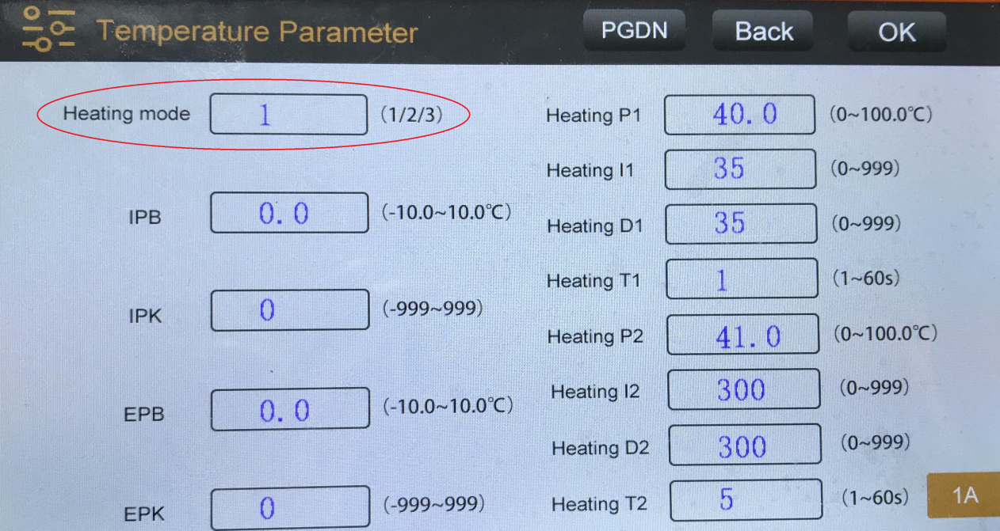 Temperature Parameter PGDN Back OK
Heating mode 1 (1/2/3)
IPB 0.0 (-10.0~10.0℃)
IPK 0 (-999~999)
EPB 0.0 (-10.0~10.0℃)
EPK 0 (-999~999)
Heating P1 40.0 (0~100.0℃)
Heating I1 35 (0~999)
Heating D1 35 (0~999)
Heating T1 1 (1~60s)
Heating P2 41.0 (0~100.0℃)
Heating I2 300 (0~999)
Heating D2 300 (0~999)
Heating T2 5 (1~60s)
1A